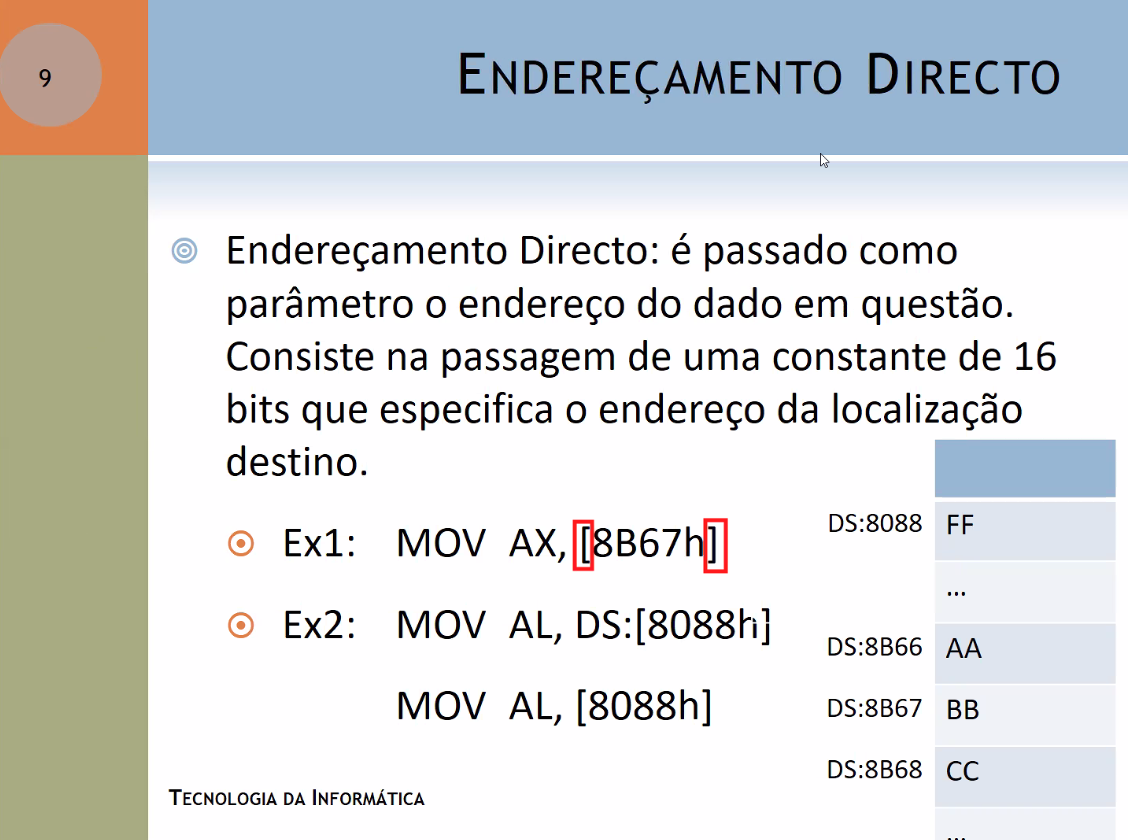 9
ENDEREÇAMENTO DIRECTO
Endereçamento Directo: é passado como
parâmetro o endereço do dado em questão.
Consiste na passagem de uma constante de 16
bits que especifica o endereço da localização
destino.
Ex1: MOV AX, [8B67h]
Ex2: MOV AL, DS:[8088h]
MOV AL, [8088h]
DS:8088 FF
...
DS:8B66 AA
DS:8B67 BB
DS:8B68 CC
...
TECNOLOGIA DA INFORMÁTICA